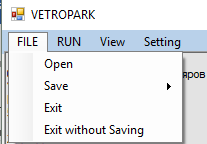 VETROPARK
FILE RUN View Setting
Open
Save
Exit
Exit without Saving